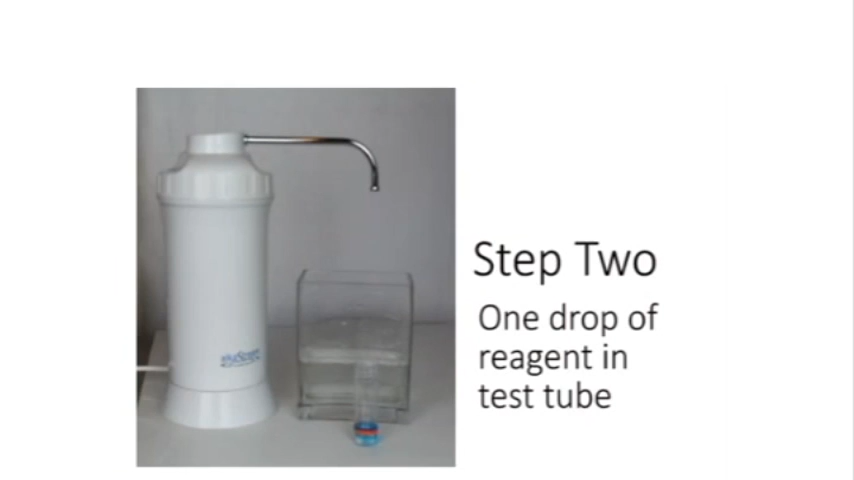 Step Two
One drop of
reagent in
test tube